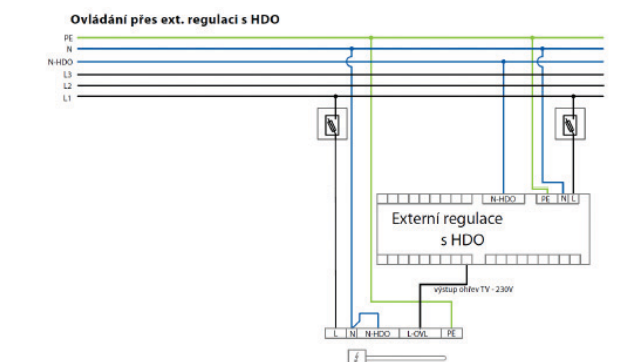 Ovládání přes ext. regulaci s HDO
PE
N
N-HDO
L3
L2
L1
N-HDO PE N L
Externí regulace
s HDO
výstup ohřev TV - 230V
L N N-HDO L-OVL PE